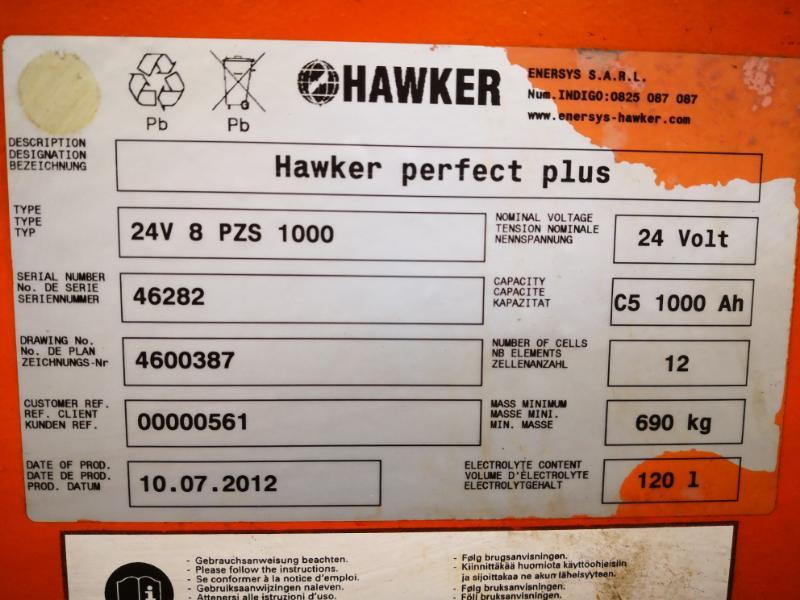 Pb
Pb
HAWKER
ENERSYS S.A.R.L.
Num.INDIGO:0825 087 087
www.enersys-hawker.com
DESCRIPTION
DESIGNATION
BEZEICHNUNG
Hawker perfect plus
TYPE
TYPE
TYP
24V 8 PZS 1000
NOMINAL VOLTAGE
TENSION NOMINALE
NENNSPANNUNG
24 Volt
SERIAL NUMBER
No. DE SERIE
SERIENNUMMER
46282
CAPACITY
CAPACITE
KAPAZITAT
C5 1000 Ah
DRAWING No.
No. DE PLAN
ZEICHNUNGS-Nr
4600387
NUMBER OF CELLS
NB ELEMENTS
ZELLENANZAHL
12
CUSTOMER REF.
REF. CLIENT
KUNDEN REF.
00000561
MASS MINIMUM
MASSE MINI.
MIN. MASSE
690 kg
DATE OF PROD.
DATE DE PROD.
PROD. DATUM
10.07.2012
ELECTROLYTE CONTENT
VOLUME D'ÉLECTROLYTE
ELECTROLYTGEHALT
120 l
- Gebrauchsanweisung beachten.
- Please follow the instructions.
- Se conformer à la notice d'emploi.
- Gebruiksaanwijzingen naleven.
- Attenersi alle istruzioni d'uso.
- Følg brugsanvisningen.
- Kiinnittäkää huomiota käyttöohjeisiin
ja sijoittakaa ne akun läheisyyteen.
- Følg bruksanvisningen.
- Följ bruksanvisningen.